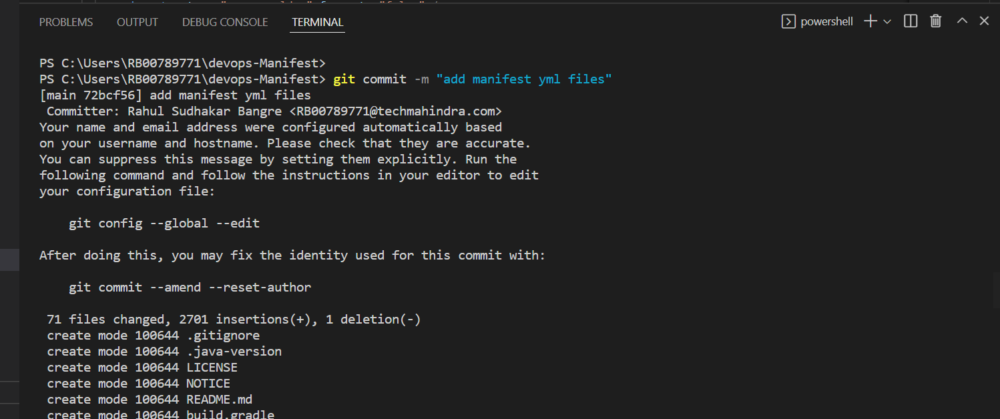 PROBLEMS OUTPUT DEBUG CONSOLE TERMINAL powershell
PS C:\Users\RB00789771\devops-Manifest>
PS C:\Users\RB00789771\devops-Manifest> git commit -m "add manifest yml files"
[main 72bcf56] add manifest yml files
 Committer: Rahul Sudhakar Bangre <RB00789771@techmahindra.com>
Your name and email address were configured automatically based
on your username and hostname. Please check that they are accurate.
You can suppress this message by setting them explicitly. Run the
following command and follow the instructions in your editor to edit
your configuration file:

    git config --global --edit

After doing this, you may fix the identity used for this commit with:

    git commit --amend --reset-author

 71 files changed, 2701 insertions(+), 1 deletion(-)
 create mode 100644 .gitignore
 create mode 100644 .java-version
 create mode 100644 LICENSE
 create mode 100644 NOTICE
 create mode 100644 README.md
 create mode 100644 build.gradle